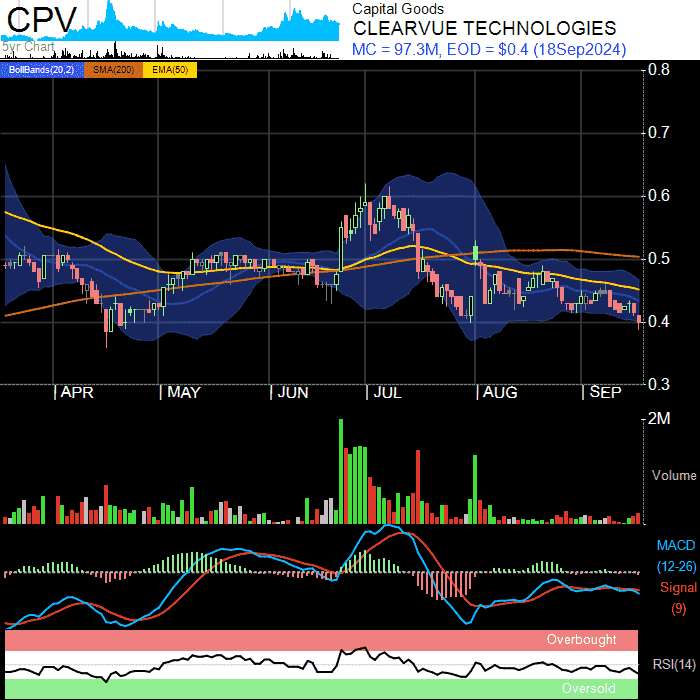 CPV
5yr Chart
Capital Goods
CLEARVUE TECHNOLOGIES
MC = 97.3M, EOD = $0.4 (18Sep2024)
BollBands(20,2) SMA(200) EMA(50)
0.8
0.7
0.6
0.5
0.4
0.3
APR MAY JUN JUL AUG SEP
2M
Volume
MACD
(12-26)
Signal
(9)
Overbought
RSI(14)
Oversold